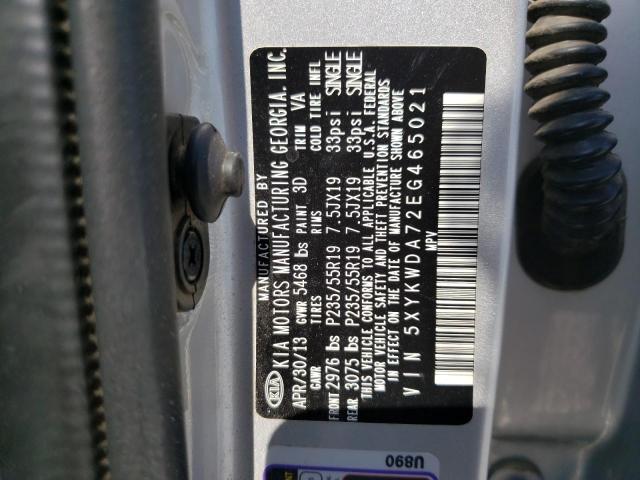 MANUFACTURED BY
KIA KIA MOTORS MANUFACTURING GEORGIA. INC.
APR/30/13 GVWR 5468 lbs PAINT 3D TRIM VA
GAWR TIRES RIMS COLD TIRE INFL
FRONT 2976 lbs P235/55R19 7.5JX19 33psi SINGLE
REAR 3075 lbs P235/55R19 7.5JX19 33psi SINGLE
THIS VEHICLE CONFORMS TO ALL APPLICABLE U.S.A. FEDERAL
MOTOR VEHICLE SAFETY AND THEFT PREVENTION STANDARDS
IN EFFECT ON THE DATE OF MANUFACTURE SHOWN ABOVE
VIN 5XYKWDA72EG465021
MPV
U890